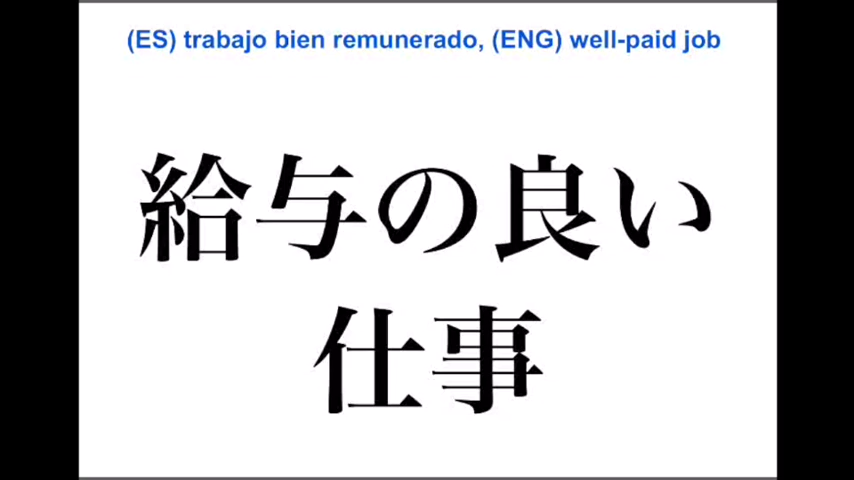 (ES) trabajo bien remunerado, (ENG) well-paid job
給与の良い
仕事